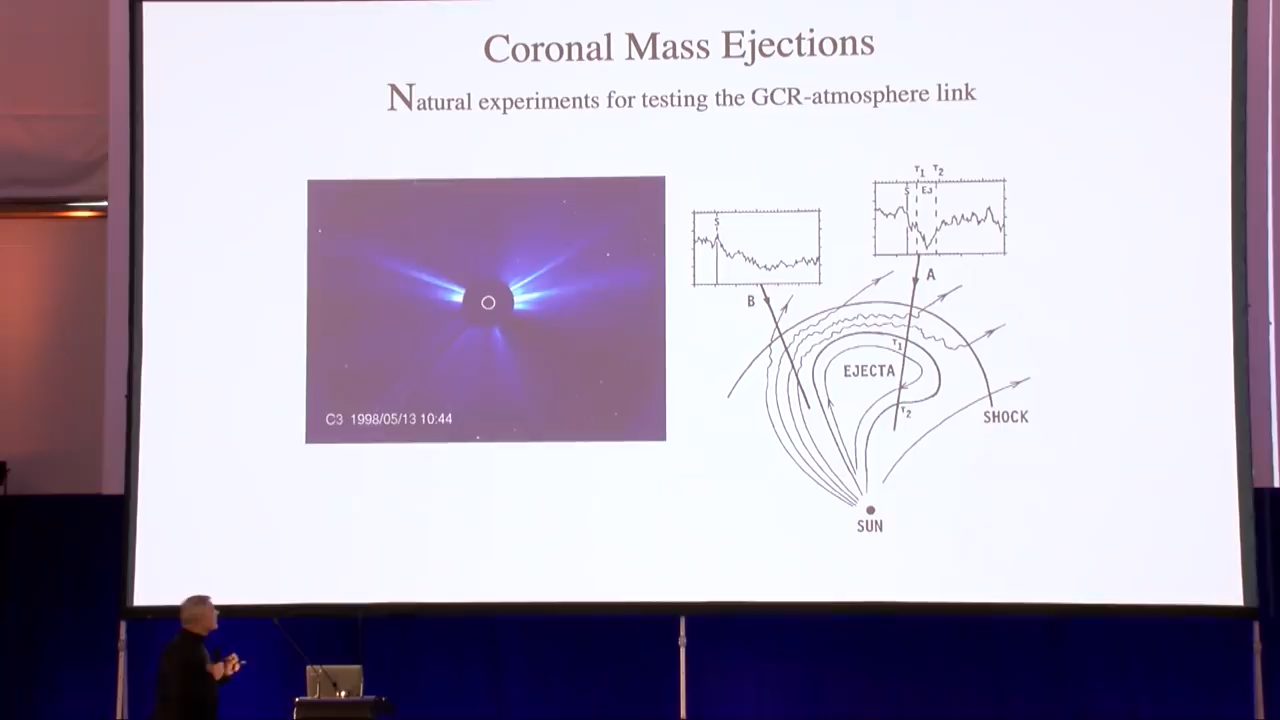 Coronal Mass Ejections
Natural experiments for testing the GCR-atmosphere link
T1 T2
S EJ
S
A
B
T1
EJECTA
T2
SHOCK
C3 1998/05/13 10:44
SUN